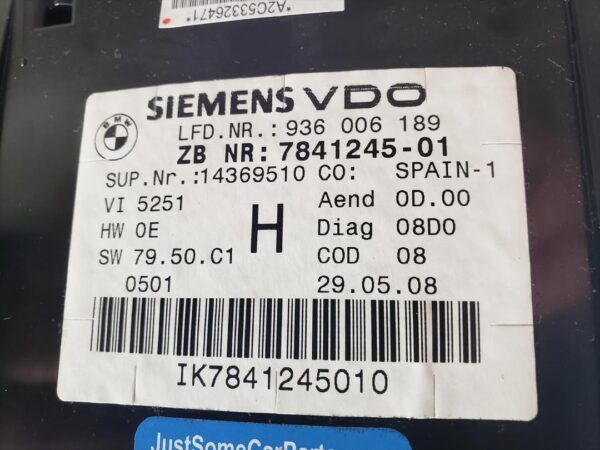 *A2C53326471*
BMW
SIEMENS VDO
LFD.NR.: 936 006 189
ZB NR: 7841245-01
SUP.Nr.:14369510 CO: SPAIN-1
VI 5251 Aend 0D.00
HW 0E H Diag 08D0
SW 79.50.C1 COD 08
0501 29.05.08
IK7841245010
JustSomeCarParts